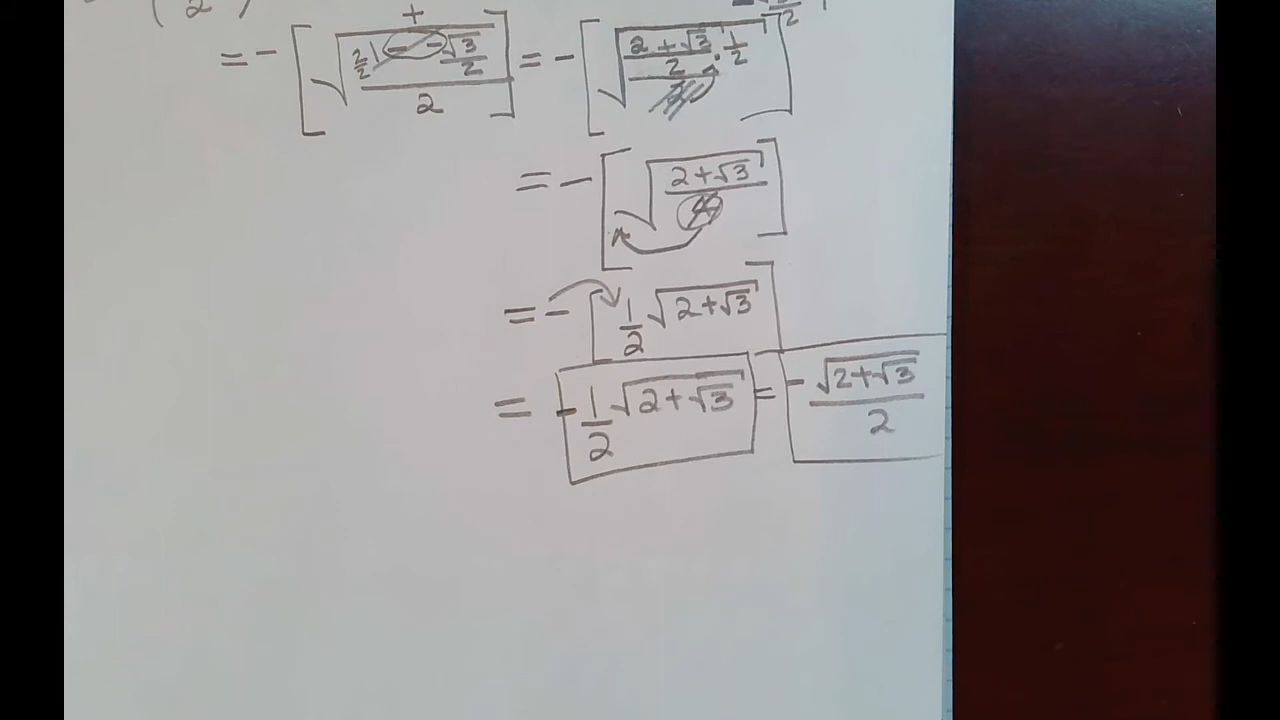 ( 2 )
= - [ √( (2/2 1 - -√3/2) / 2 ) ] + = - [ √( (2+√3)/2 · 1/2 ) ]
= - [ √( (2+√3)/4 ) ]
= - [ 1/2 √(2+√3) ]
= -1/2 √(2+√3) = -√(2+√3)/2